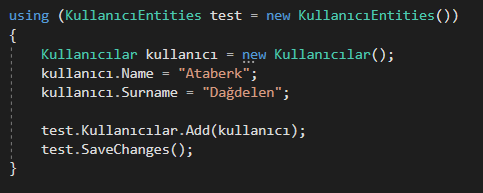 using (KullanıcıEntities test = new KullanıcıEntities())
{
Kullanıcılar kullanıcı = new Kullanıcılar();
kullanıcı.Name = "Ataberk";
kullanıcı.Surname = "Dağdelen";
test.Kullanıcılar.Add(kullanıcı);
test.SaveChanges();
}